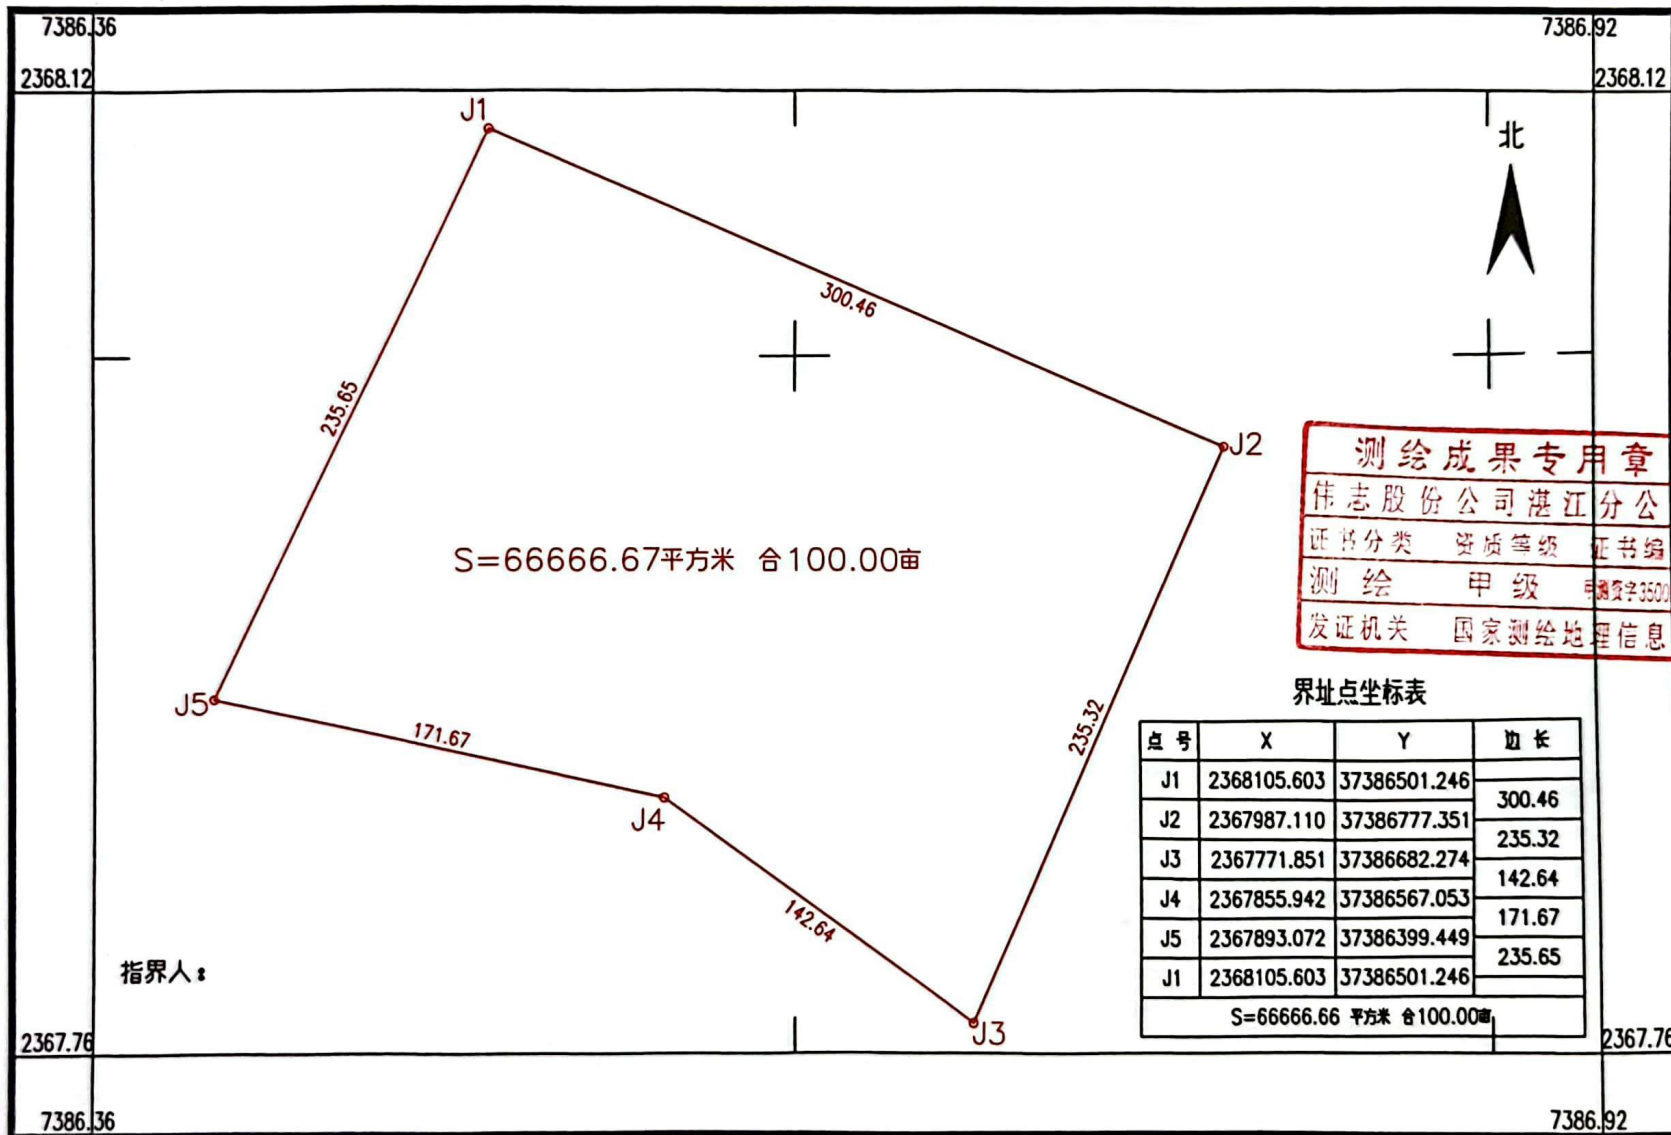 7386.36 7386.92
2368.12 2368.12
J1
北
300.46
235.65
J2
测绘成果专用章
伟志股份公司湛江分公
证书分类 资质等级 证书编
测 绘 甲 级 甲测资字3500
发证机关 国家测绘地理信息
S=66666.67平方米 合100.00亩
J5
171.67
235.32
J4
142.64
J3
界址点坐标表
点 号 X Y 边 长
J1 2368105.603 37386501.246
300.46
J2 2367987.110 37386777.351
235.32
J3 2367771.851 37386682.274
142.64
J4 2367855.942 37386567.053
171.67
J5 2367893.072 37386399.449
235.65
J1 2368105.603 37386501.246
S=66666.66 平方米 合100.00亩
指界人：
2367.76 2367.76
7386.36 7386.92